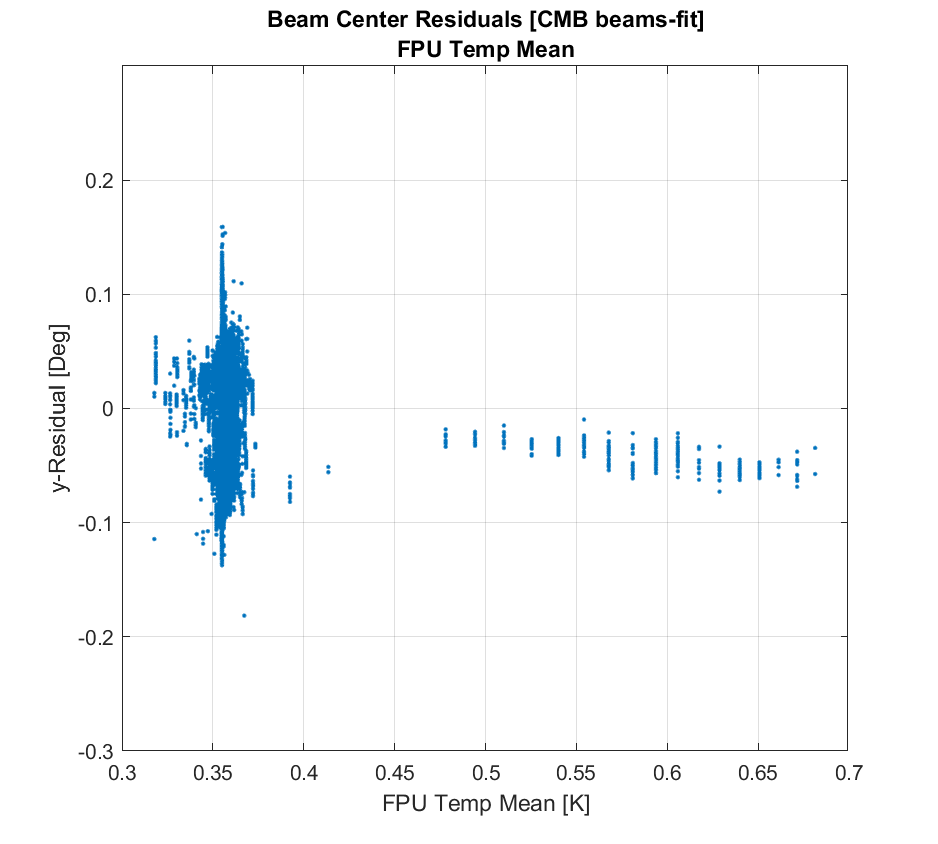 Beam Center Residuals [CMB beams-fit]
FPU Temp Mean
y-Residual [Deg]
0.2
0.1
0
-0.1
-0.2
-0.3
0.3 0.35 0.4 0.45 0.5 0.55 0.6 0.65 0.7
FPU Temp Mean [K]